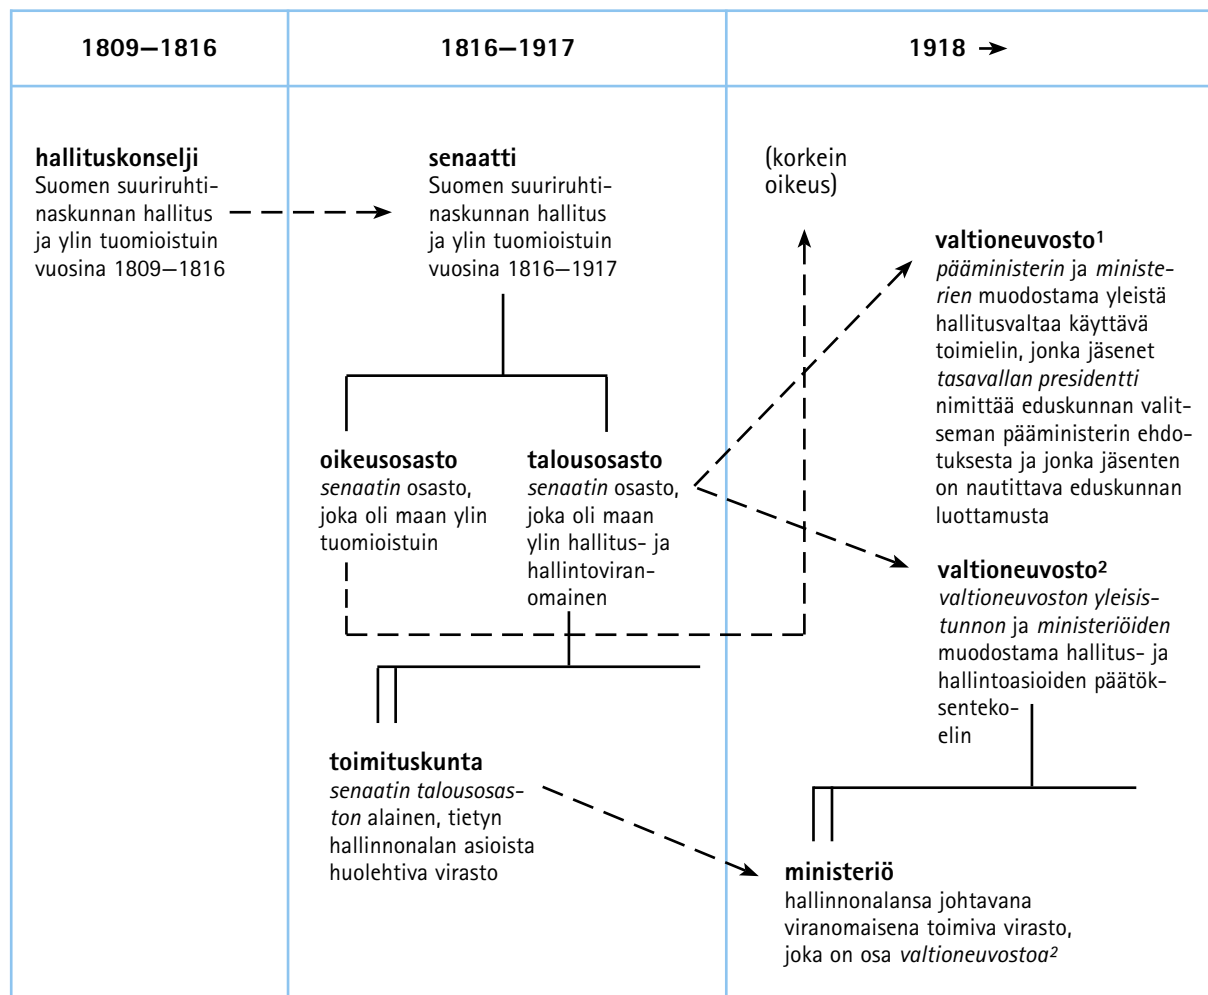 1809–1816
1816–1917
1918 →
hallituskonselji
Suomen suuriruhti-
naskunnan hallitus
ja ylin tuomioistuin
vuosina 1809–1816
senaatti
Suomen suuriruhti-
naskunnan hallitus
ja ylin tuomioistuin
vuosina 1816–1917
oikeusosasto
senaatin osasto,
joka oli maan ylin
tuomioistuin
talousosasto
senaatin osasto,
joka oli maan
ylin hallitus- ja
hallintoviran-
omainen
toimituskunta
senaatin talousosas-
ton alainen, tietyn
hallinnonalan asioista
huolehtiva virasto
(korkein
oikeus)
valtioneuvosto¹
pääministerin ja ministe-
rien muodostama yleistä
hallitusvaltaa käyttävä
toimielin, jonka jäsenet
tasavallan presidentti
nimittää eduskunnan valit-
seman pääministerin ehdo-
tuksesta ja jonka jäsenten
on nautittava eduskunnan
luottamusta
valtioneuvosto²
valtioneuvoston yleisis-
tunnon ja ministeriöiden
muodostama hallitus- ja
hallintoasioiden päätök-
senteko-
elin
ministeriö
hallinnonalansa johtavana
viranomaisena toimiva virasto,
joka on osa valtioneuvostoa²